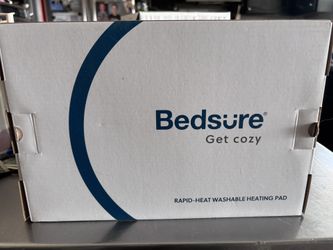 Bedsure®
Get cozy
RAPID-HEAT WASHABLE HEATING PAD